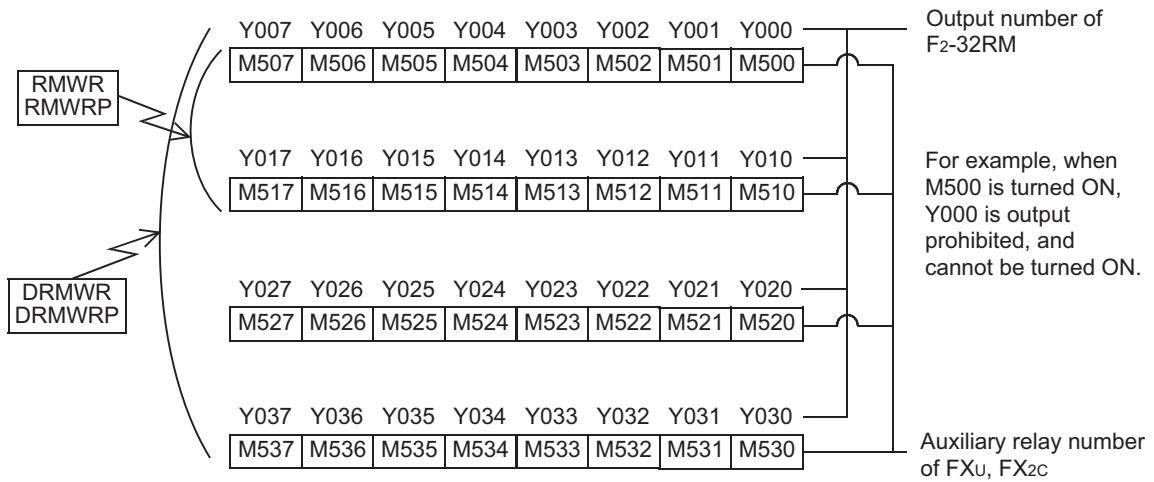 Y007 Y006 Y005 Y004 Y003 Y002 Y001 Y000
M507 M506 M505 M504 M503 M502 M501 M500
Output number of
F2-32RM
RMWR
RMWRP
Y017 Y016 Y015 Y014 Y013 Y012 Y011 Y010
M517 M516 M515 M514 M513 M512 M511 M510
For example, when
M500 is turned ON,
Y000 is output
prohibited, and
cannot be turned ON.
DRMWR
DRMWRP
Y027 Y026 Y025 Y024 Y023 Y022 Y021 Y020
M527 M526 M525 M524 M523 M522 M521 M520
Y037 Y036 Y035 Y034 Y033 Y032 Y031 Y030
M537 M536 M535 M534 M533 M532 M531 M530
Auxiliary relay number
of FXU, FX2C